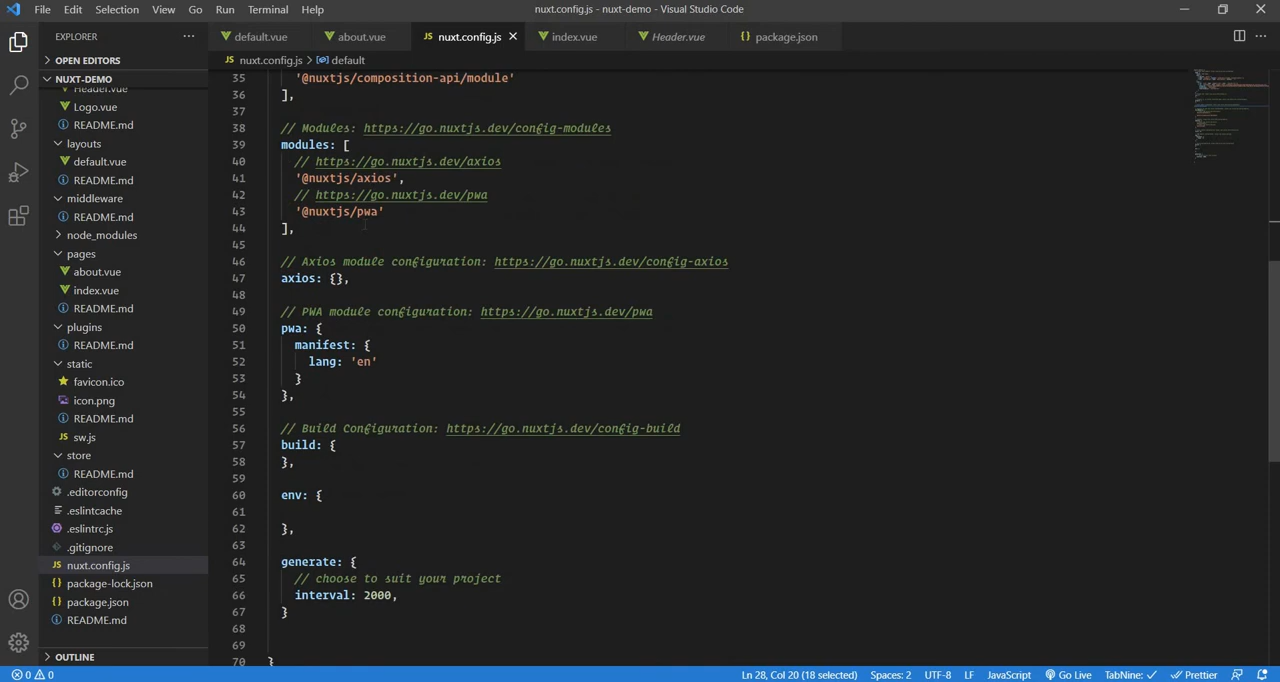 File Edit Selection View Go Run Terminal Help
nuxt.config.js - nuxt-demo - Visual Studio Code
EXPLORER
default.vue
about.vue
nuxt.config.js
index.vue
Header.vue
package.json
OPEN EDITORS
nuxt.config.js > default
NUXT-DEMO
Header.vue
Logo.vue
README.md
layouts
default.vue
README.md
middleware
README.md
node_modules
pages
about.vue
index.vue
README.md
plugins
README.md
static
favicon.ico
icon.png
README.md
sw.js
store
README.md
.editorconfig
.eslintcache
.eslintrc.js
.gitignore
nuxt.config.js
package-lock.json
package.json
README.md
OUTLINE
35 '@nuxtjs/composition-api/module'
36 ],
37
38 // Modules: https://go.nuxtjs.dev/config-modules
39 modules: [
40 // https://go.nuxtjs.dev/axios
41 '@nuxtjs/axios',
42 // https://go.nuxtjs.dev/pwa
43 '@nuxtjs/pwa'
44 ],
45
46 // Axios module configuration: https://go.nuxtjs.dev/config-axios
47 axios: {},
48
49 // PWA module configuration: https://go.nuxtjs.dev/pwa
50 pwa: {
51 manifest: {
52 lang: 'en'
53 }
54 },
55
56 // Build Configuration: https://go.nuxtjs.dev/config-build
57 build: {
58 },
59
60 env: {
61
62 },
63
64 generate: {
65 // choose to suit your project
66 interval: 2000,
67 }
68
69
70 }
0 0
Ln 28, Col 20 (18 selected) Spaces: 2 UTF-8 LF JavaScript Go Live TabNine: Prettier